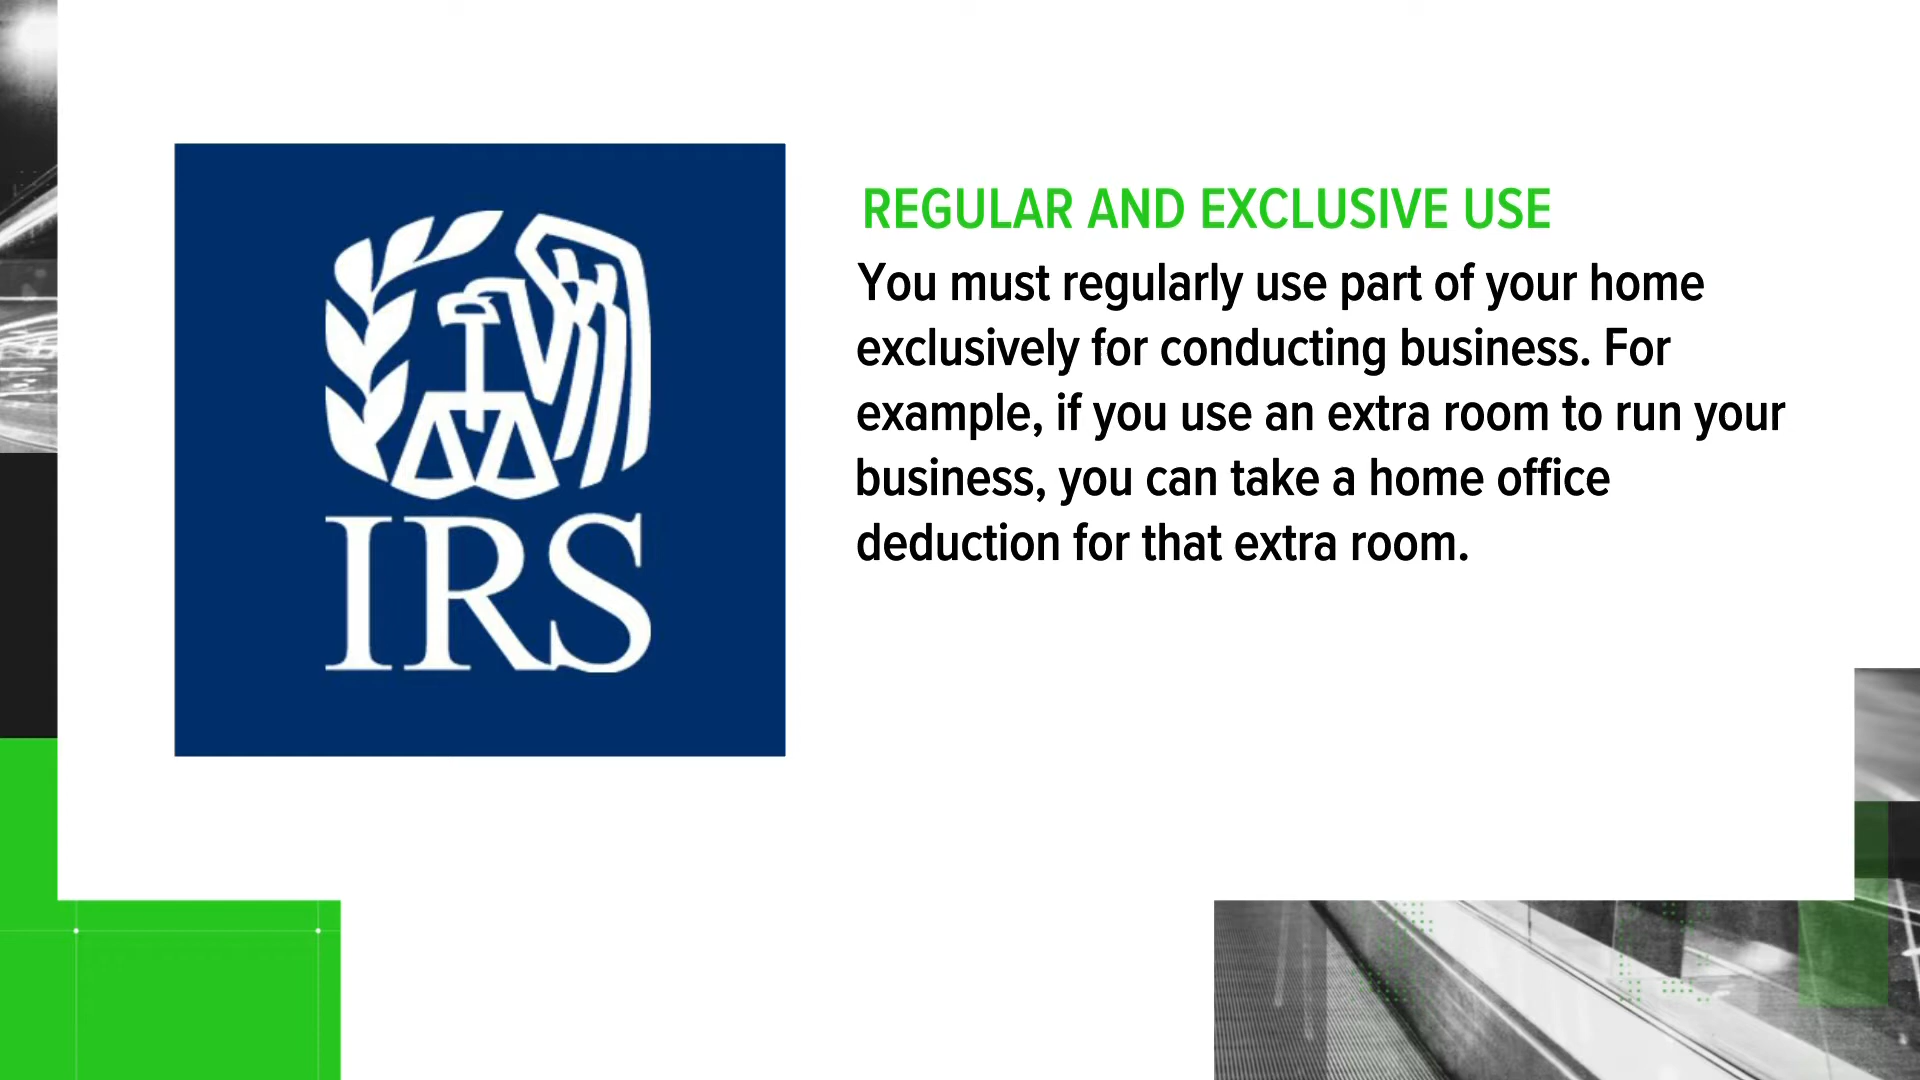 IRS
REGULAR AND EXCLUSIVE USE
You must regularly use part of your home
exclusively for conducting business. For
example, if you use an extra room to run your
business, you can take a home office
deduction for that extra room.